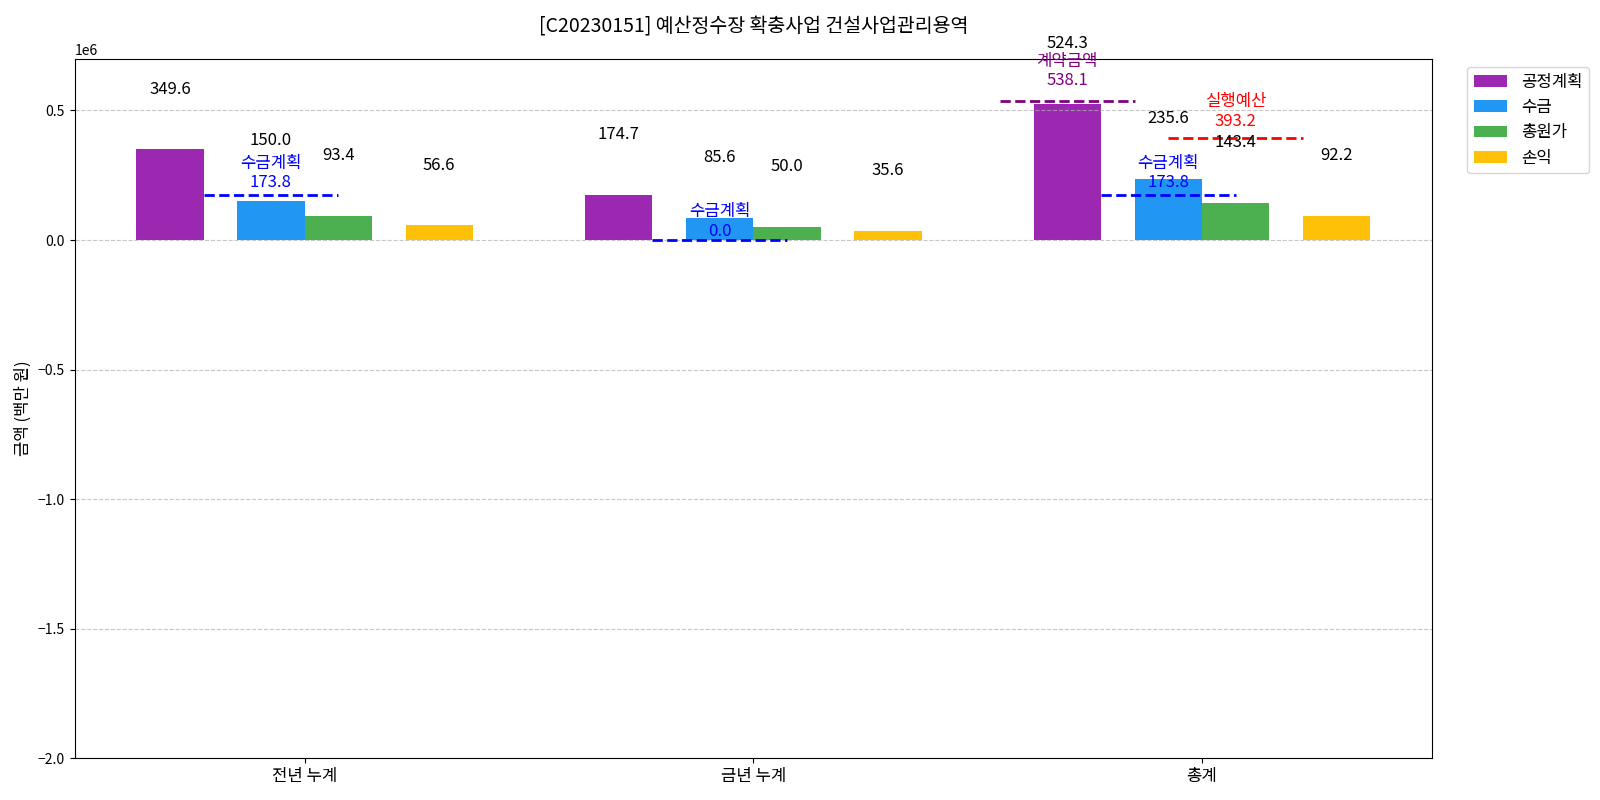 [C20230151] 예산정수장 확충사업 건설사업관리용역
1e6
524.3
계약금액
538.1
349.6
실행예산
393.2
235.6
174.7
150.0
143.4
수금계획
173.8
93.4
56.6
85.6
50.0
35.6
수금계획
173.8
92.2
수금계획
0.0
0.5
0.0
−0.5
−1.0
−1.5
−2.0
금액 (백만 원)
전년 누계
금년 누계
총계
공정계획
수금
총원가
손익